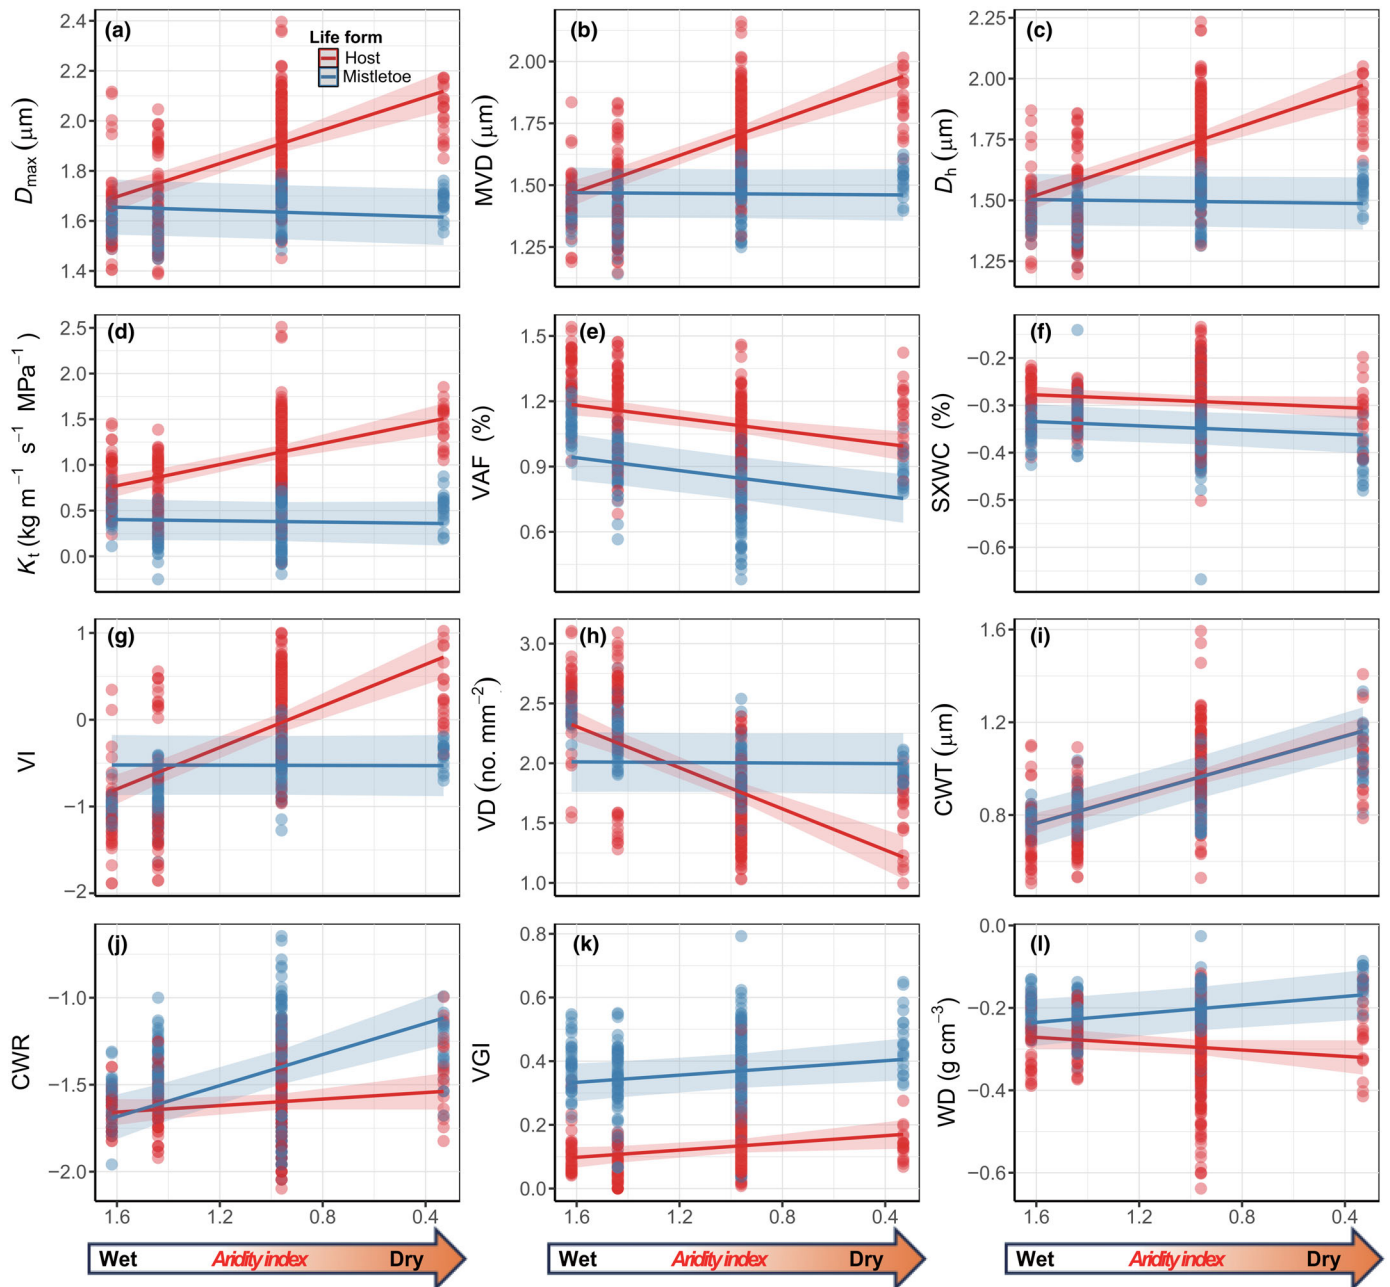 (a)
Life form
Host
Mistletoe
2.4
2.2
2.0
1.8
1.6
1.4
Dmax (μm)
(b)
2.00
1.75
1.50
1.25
MVD (μm)
(c)
2.25
2.00
1.75
1.50
1.25
Dh (μm)
(d)
2.5
2.0
1.5
1.0
0.5
0.0
Kt (kg m−1 s−1 MPa−1 )
(e)
1.5
1.2
0.9
0.6
VAF (%)
(f)
−0.2
−0.3
−0.4
−0.5
−0.6
SXWC (%)
(g)
1
0
−1
−2
VI
(h)
3.0
2.5
2.0
1.5
1.0
VD (no. mm−2)
(i)
1.6
1.2
0.8
CWT (μm)
(j)
−1.0
−1.5
−2.0
CWR
(k)
0.8
0.6
0.4
0.2
0.0
VGI
(l)
0.0
−0.2
−0.4
−0.6
WD (g cm−3)
1.6 1.2 0.8 0.4
1.6 1.2 0.8 0.4
1.6 1.2 0.8 0.4
Wet Aridity index Dry
Wet Aridity index Dry
Wet Aridity index Dry